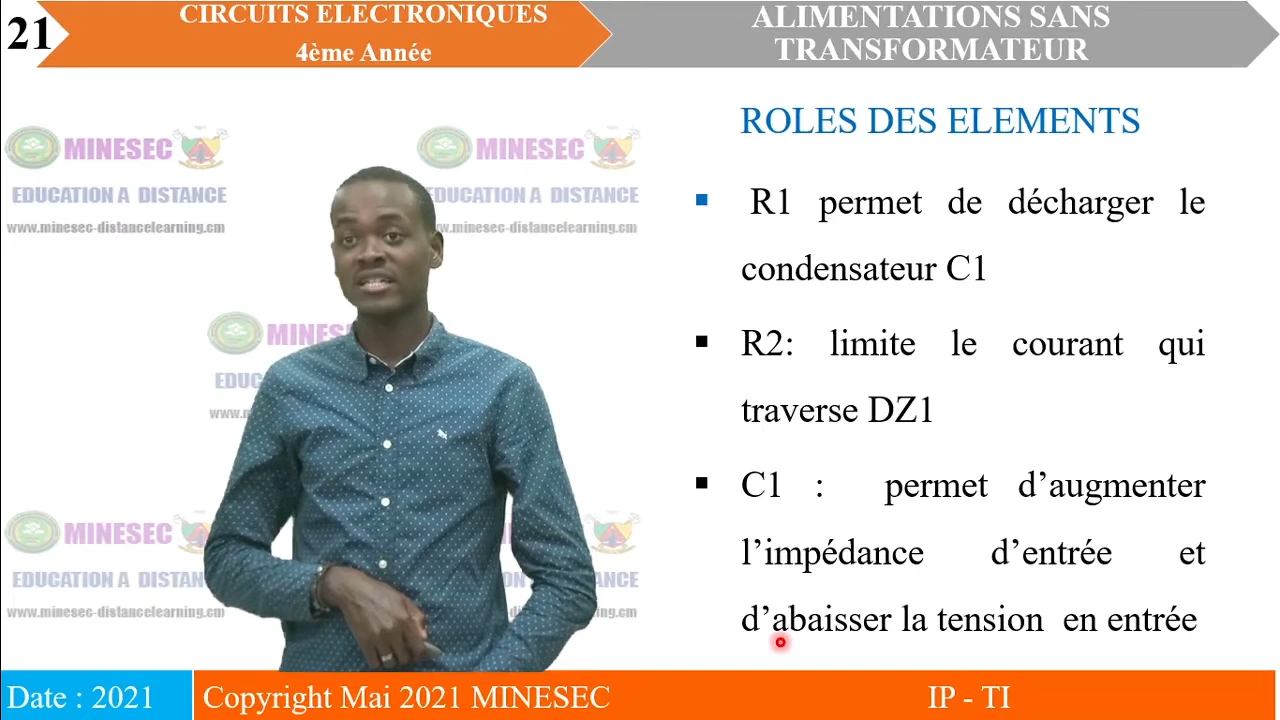 21
CIRCUITS ELECTRONIQUES
4ème Année
ALIMENTATIONS SANS
TRANSFORMATEUR
MINESEC
EDUCATION A DISTANCE
www.minesec-distancelearning.cm
MINESEC
EDUCATION A DISTANCE
www.minesec-distancelearning.cm
ROLES DES ELEMENTS
▪ R1 permet de décharger le
condensateur C1
▪ R2: limite le courant qui
traverse DZ1
▪ C1 : permet d’augmenter
l’impédance d’entrée et
d’abaisser la tension en entrée
MINESEC
EDUCATION A DISTAN
www.minesec-distancelearning.cm
Date : 2021
Copyright Mai 2021 MINESEC
IP - TI